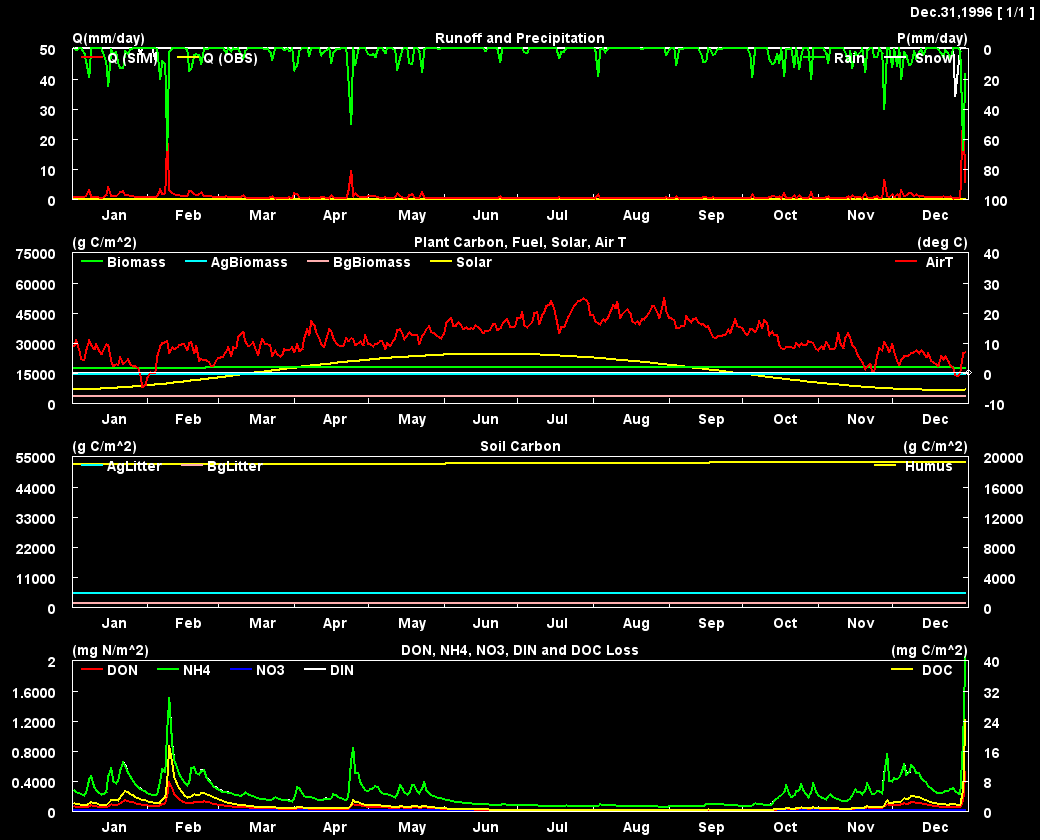 Dec.31,1996 [ 1/1 ]
Q(mm/day) Runoff and Precipitation P(mm/day)
Q (SIM) Q (OBS) Rain Snow
50 0
40 20
30 40
20 60
10 80
0 100
Jan Feb Mar Apr May Jun Jul Aug Sep Oct Nov Dec
(g C/m^2) Plant Carbon, Fuel, Solar, Air T (deg C)
75000 40
Biomass AgBiomass BgBiomass Solar AirT
60000 30
45000 20
30000 10
15000 0
0 -10
Jan Feb Mar Apr May Jun Jul Aug Sep Oct Nov Dec
(g C/m^2) Soil Carbon (g C/m^2)
55000 20000
AgLitter BgLitter Humus
44000 16000
33000 12000
22000 8000
11000 4000
0 0
Jan Feb Mar Apr May Jun Jul Aug Sep Oct Nov Dec
(mg N/m^2) DON, NH4, NO3, DIN and DOC Loss (mg C/m^2)
2 40
DON NH4 NO3 DIN DOC
1.6000 32
1.2000 24
0.8000 16
0.4000 8
0 0
Jan Feb Mar Apr May Jun Jul Aug Sep Oct Nov Dec